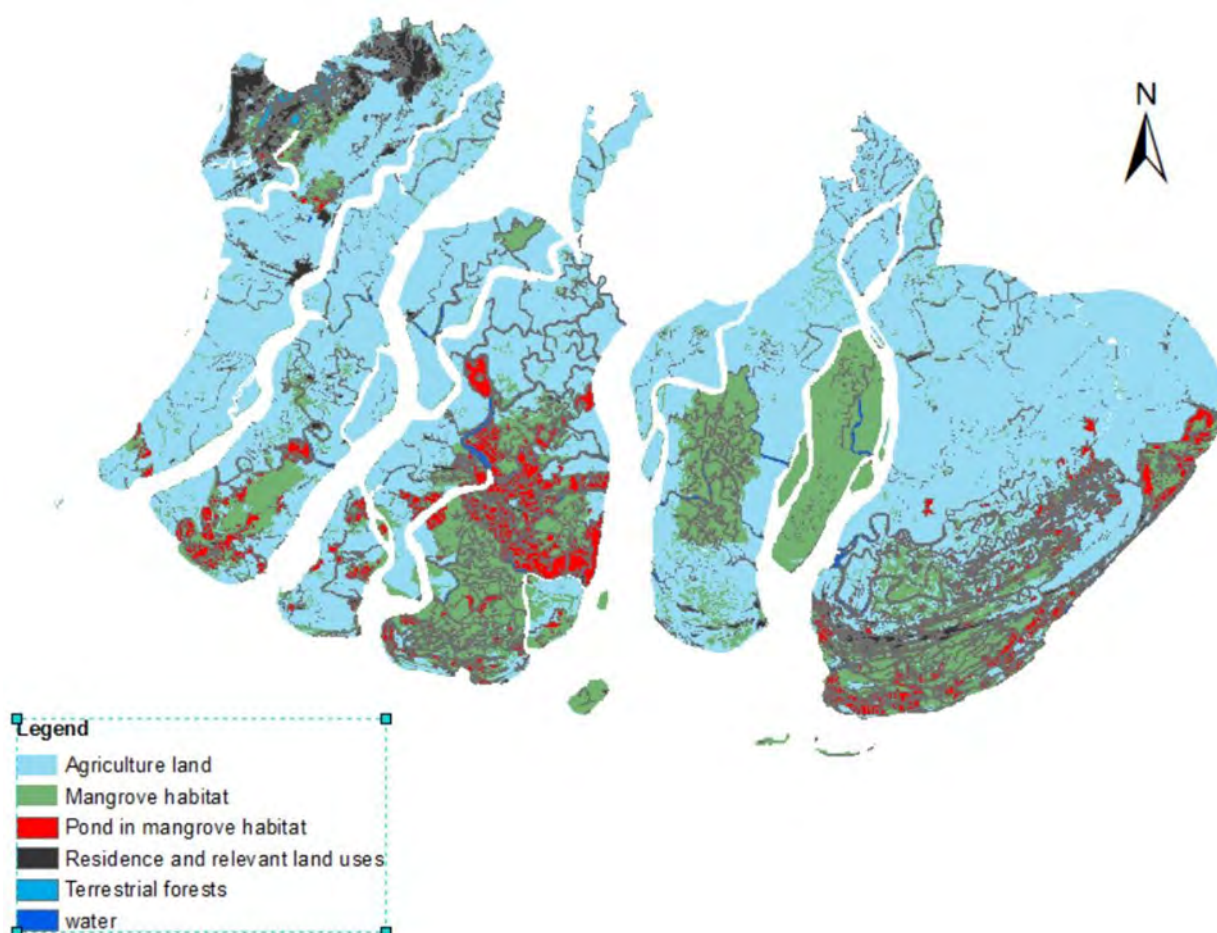 N
Legend
Agriculture land
Mangrove habitat
Pond in mangrove habitat
Residence and relevant land uses
Terrestrial forests
water